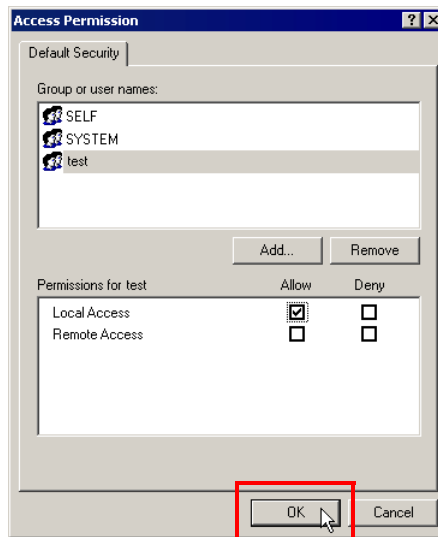 Access Permission
Default Security
Group or user names:
SELF
SYSTEM
test
Add... Remove
Permissions for test Allow Deny
Local Access
Remote Access
OK Cancel